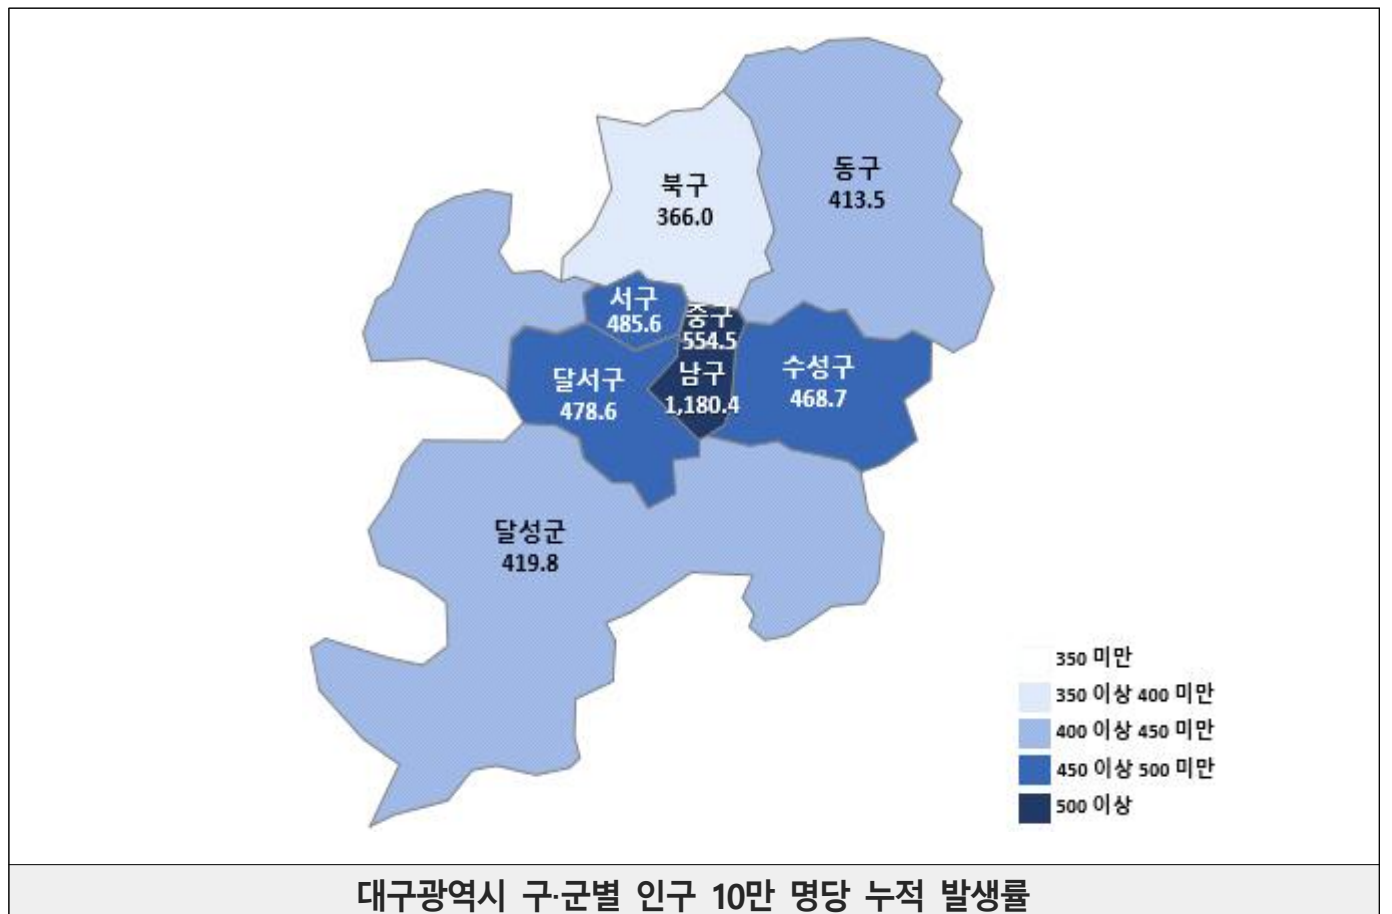 동구
413.5
북구
366.0
서구
485.6
중구
554.5
남구
1,180.4
수성구
468.7
달서구
478.6
달성군
419.8
350 미만
350 이상 400 미만
400 이상 450 미만
450 이상 500 미만
500 이상
대구광역시 구·군별 인구 10만 명당 누적 발생률